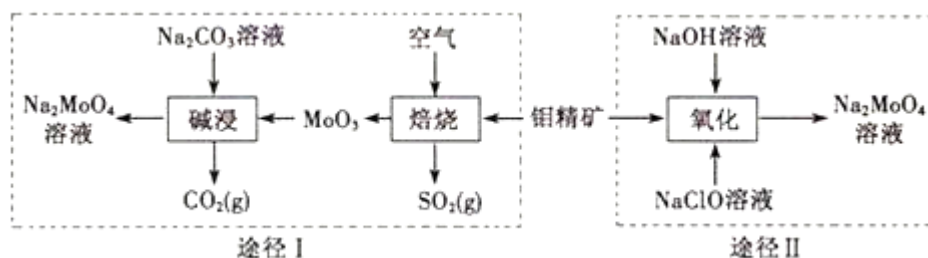 Na₂CO₃溶液
空气
NaOH溶液
Na₂MoO₄
溶液
碱浸
MoO₃
焙烧
钼精矿
氧化
Na₂MoO₄
溶液
CO₂(g)
SO₂(g)
NaClO溶液
途径Ⅰ
途径Ⅱ